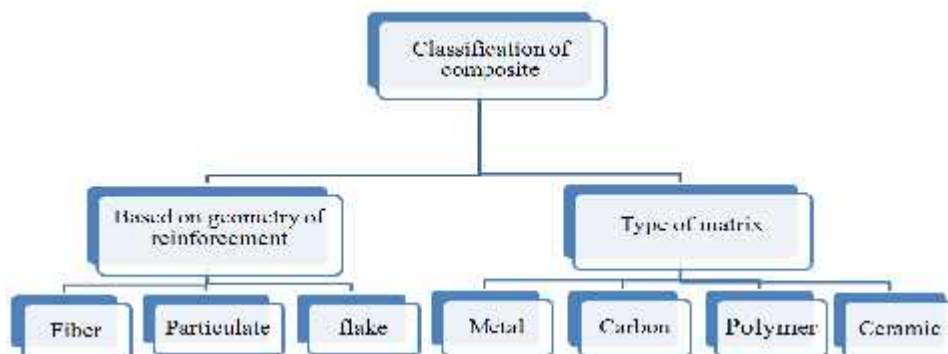 Classification of
composite
Based on geometry of
reinforcement
Type of matrix
Fiber
Particulate
flake
Metal
Carbon
Polymer
Ceramic